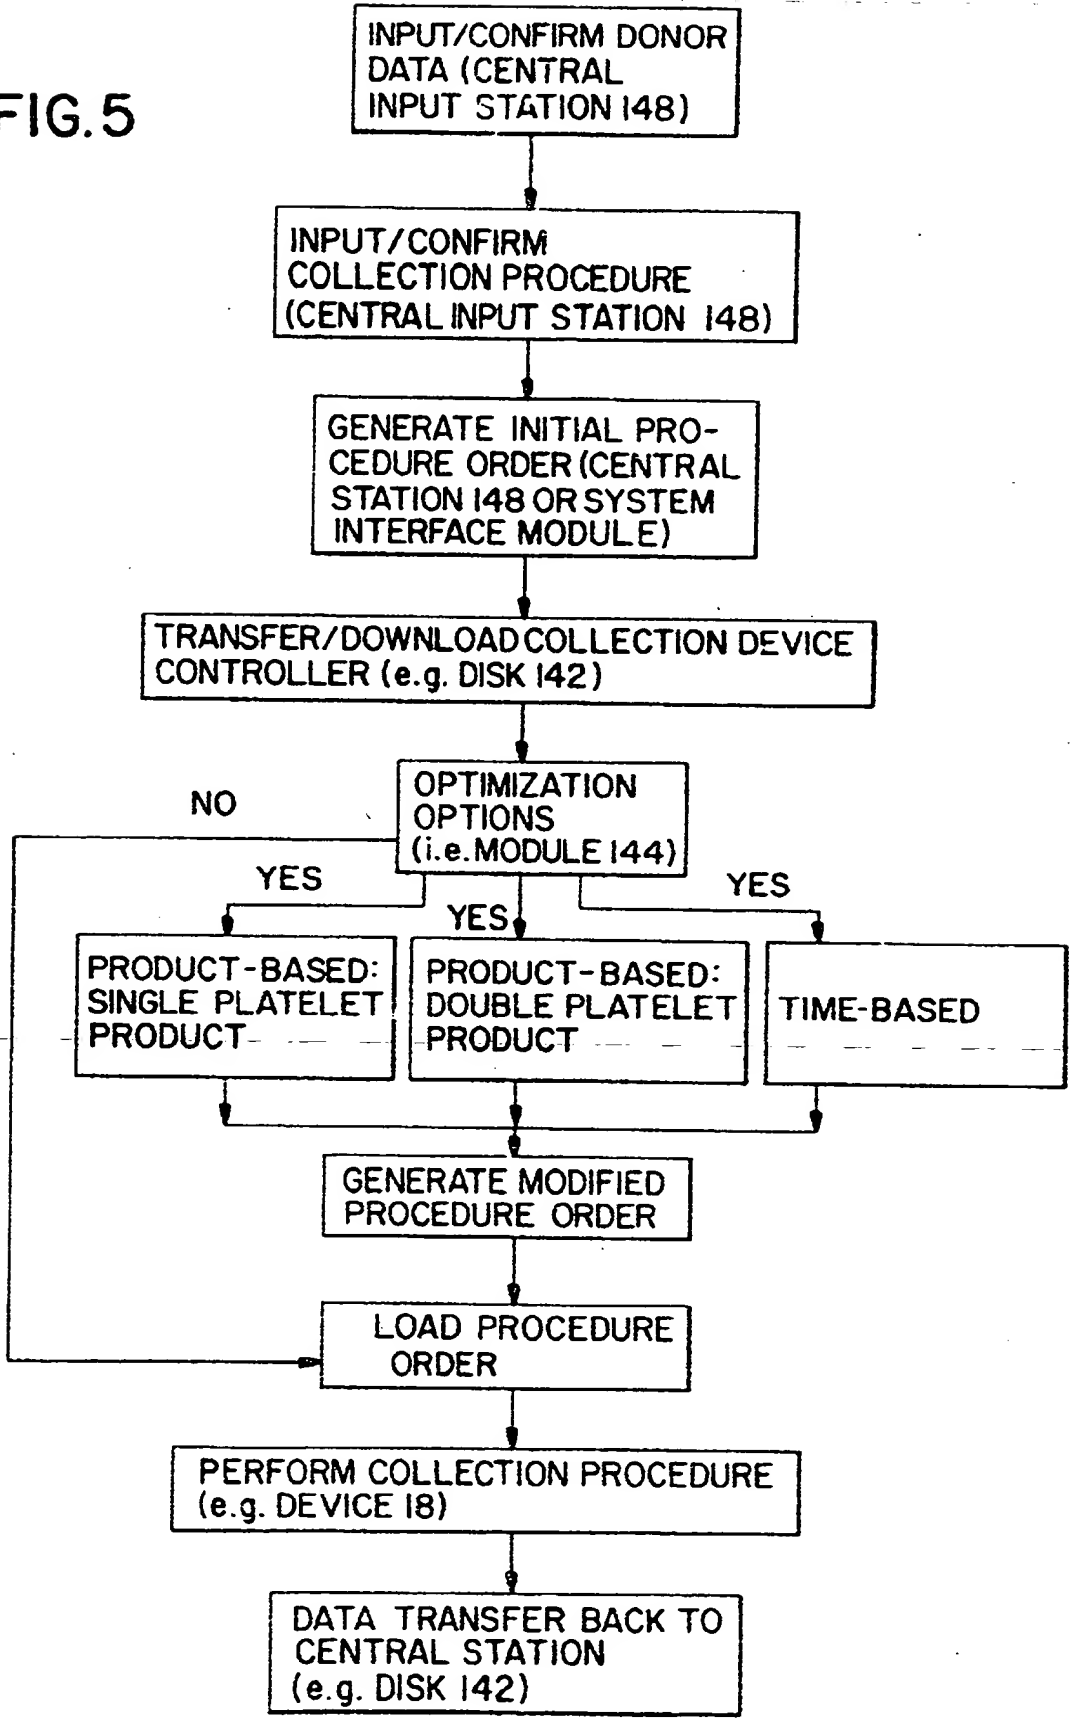 INPUT/CONFIRM DONOR
DATA (CENTRAL
INPUT STATION 148)
FIG.5
INPUT/CONFIRM
COLLECTION PROCEDURE
(CENTRAL INPUT STATION 148)
GENERATE INITIAL PRO-
CEDURE ORDER (CENTRAL
STATION 148 OR SYSTEM
INTERFACE MODULE)
TRANSFER/DOWNLOAD COLLECTION DEVICE
CONTROLLER (e.g. DISK 142)
OPTIMIZATION
OPTIONS
(i.e. MODULE 144)
NO
YES
YES
YES
PRODUCT-BASED:
SINGLE PLATELET
PRODUCT
PRODUCT-BASED:
DOUBLE PLATELET
PRODUCT
TIME-BASED
GENERATE MODIFIED
PROCEDURE ORDER
LOAD PROCEDURE
ORDER
PERFORM COLLECTION PROCEDURE
(e.g. DEVICE 18)
DATA TRANSFER BACK TO
CENTRAL STATION
(e.g. DISK 142)